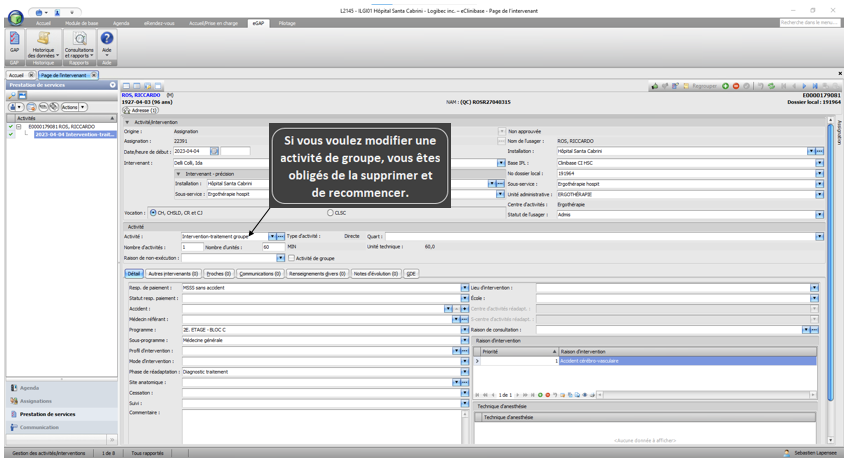 L2145 - ILGI01 Hôpital Santa Cabrini - Logibec inc. – eClinibase - Page de l'intervenant
Accueil Module de base Agenda eRendez-vous Accueil/Prise en charge eGAP Pilotage
Recherche dans le menu...
GAP Historique des données Consultations et rapports Aide
GAP Historique Rapports Aide
Accueil Page de l'intervenant -
Prestation de services
Regroupée
ROS, RICCARDO (M)
E0000179081
1927-04-03 (96 ans)
NAM : (QC) ROSR27040315
Dossier local : 191964
Adresse (1)
Actions
Activités
E0000179081 ROS, RICCARDO
2023-04-04 Intervention-trait...
Assignation
Activité/Intervention
Origine : Assignation
Non approuvée
Assignation : 22391
Nom de l'usager : ROS, RICCARDO
Date/heure de début : 2023-04-04
Installation : Hôpital Santa Cabrini
Intervenant : Delli Colli, Ida
Base IPL : Clinibase CI HSC
Intervenant - précision
No dossier local : 191964
Installation : Hôpital Santa Cabrini
Sous-service : Ergothérapie hospit
Sous-service : Ergothérapie hospit
Unité administrative : ERGOTHÉRAPIE
Centre d'activités : Ergothérapie
Vocation : CH, CHSLD, CR et CJ CLSC
Statut de l'usager : Admis
Si vous voulez modifier une
activité de groupe, vous êtes
obligés de la supprimer et
de recommencer.
Activité
Activité : Intervention-traitement groupe Type d'activité : Directe Quart :
Nombre d'activités : 1 Nombre d'unités : 60 MIN Unité technique : 60,0
Raison de non-exécution : Activité de groupe
Détail Autres intervenants (0) Proches (0) Communications (0) Renseignements divers (0) Notes d'évolution (0) GDE
Resp. de paiement : MSSS sans accident
Lieu d'intervention :
Statut resp. paiement :
École :
Accident :
Centre d'activités réadapt. :
Médecin référant :
S-centre d'activités réadapt. :
Programme : 2E. ETAGE - BLOC C
Raison de consultation :
Sous-programme : Médecine générale
Raison d'intervention
Profil d'intervention :
Priorité Raison d'intervention
Mode d'intervention :
1 Accident cérébro-vasculaire
Phase de réadaptation : Diagnostic traitement
Site anatomique :
Cessation :
1 de 1
Suivi :
Technique d'anesthésie
Commentaire :
Technique d'anesthésie
<Aucune donnée à afficher>
Agenda
Assignations
Prestation de services
Communication
Gestion des activités/interventions 1 de 8 Tous rapportés
Sebastien Lapensee